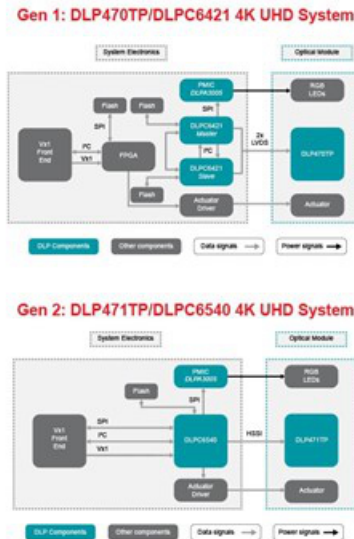 Gen 1: DLP470TP/DLPC6421 4K UHD System
System Electronics
Optical Module
PMIC
DLPA3005
RGB
LEDs
Flash
Flash
SPI
SPI
DLPC6421
Master
Vx1
Front
End
I²C
Vx1
FPGA
I²C
2x
LVDS
DLP470TP
DLPC6421
Slave
Flash
Actuator
Driver
Actuator
DLP Components
Other components
Data signals
Power signals
Gen 2: DLP471TP/DLPC6540 4K UHD System
System Electronics
Optical Module
PMIC
DLPA3005
RGB
LEDs
Flash
SPI
Vx1
Front
End
SPI
I²C
Vx1
DLPC6540
HSSI
DLP471TP
Actuator
Driver
Actuator
DLP Components
Other components
Data signals
Power signals